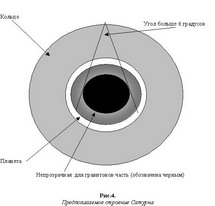 Кольцо
Угол больше 6 градусов
Планета
Непрозрачная для гравитонов часть (обозначена черным)
Рис.4.
Предполагаемое строение Сатурна